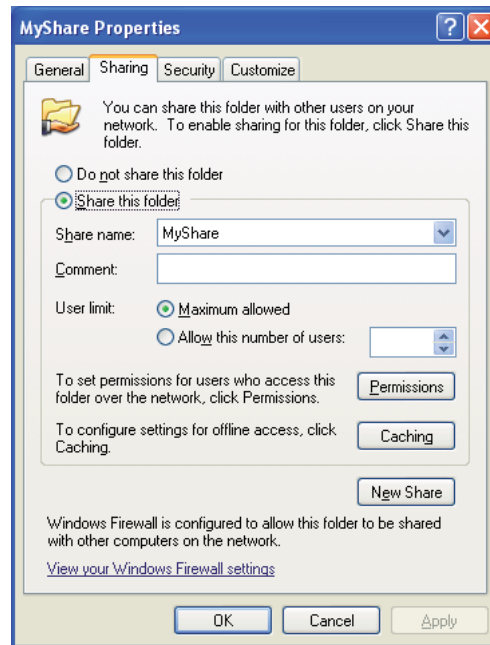 MyShare Properties
General Sharing Security Customize
You can share this folder with other users on your
network. To enable sharing for this folder, click Share this
folder.
Do not share this folder
Share this folder
Share name: MyShare
Comment:
User limit: Maximum allowed
Allow this number of users:
To set permissions for users who access this
folder over the network, click Permissions.
Permissions
To configure settings for offline access, click
Caching.
Caching
New Share
Windows Firewall is configured to allow this folder to be shared
with other computers on the network.
View your Windows Firewall settings
OK Cancel Apply